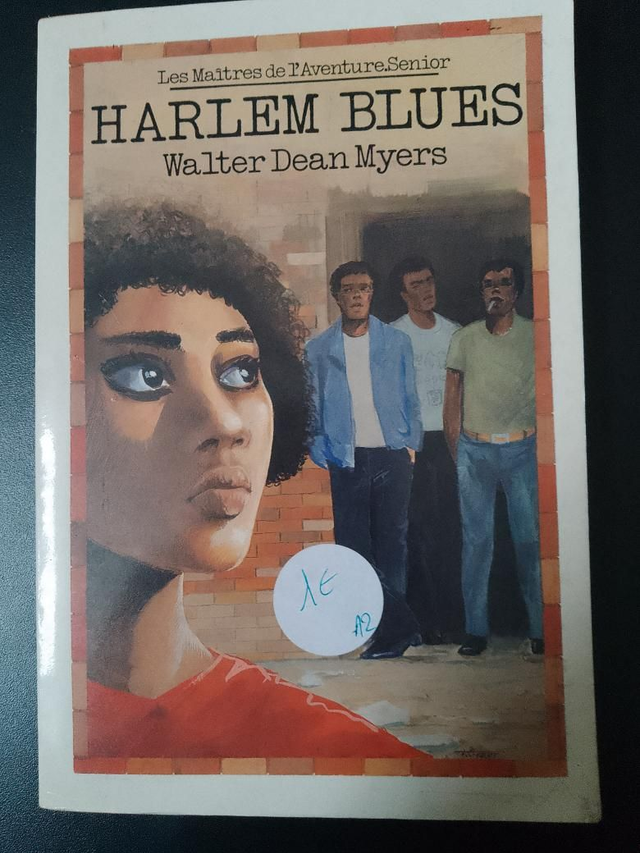 Les Maîtres de l'Aventure.Senior
HARLEM BLUES
Walter Dean Myers
1€
A2